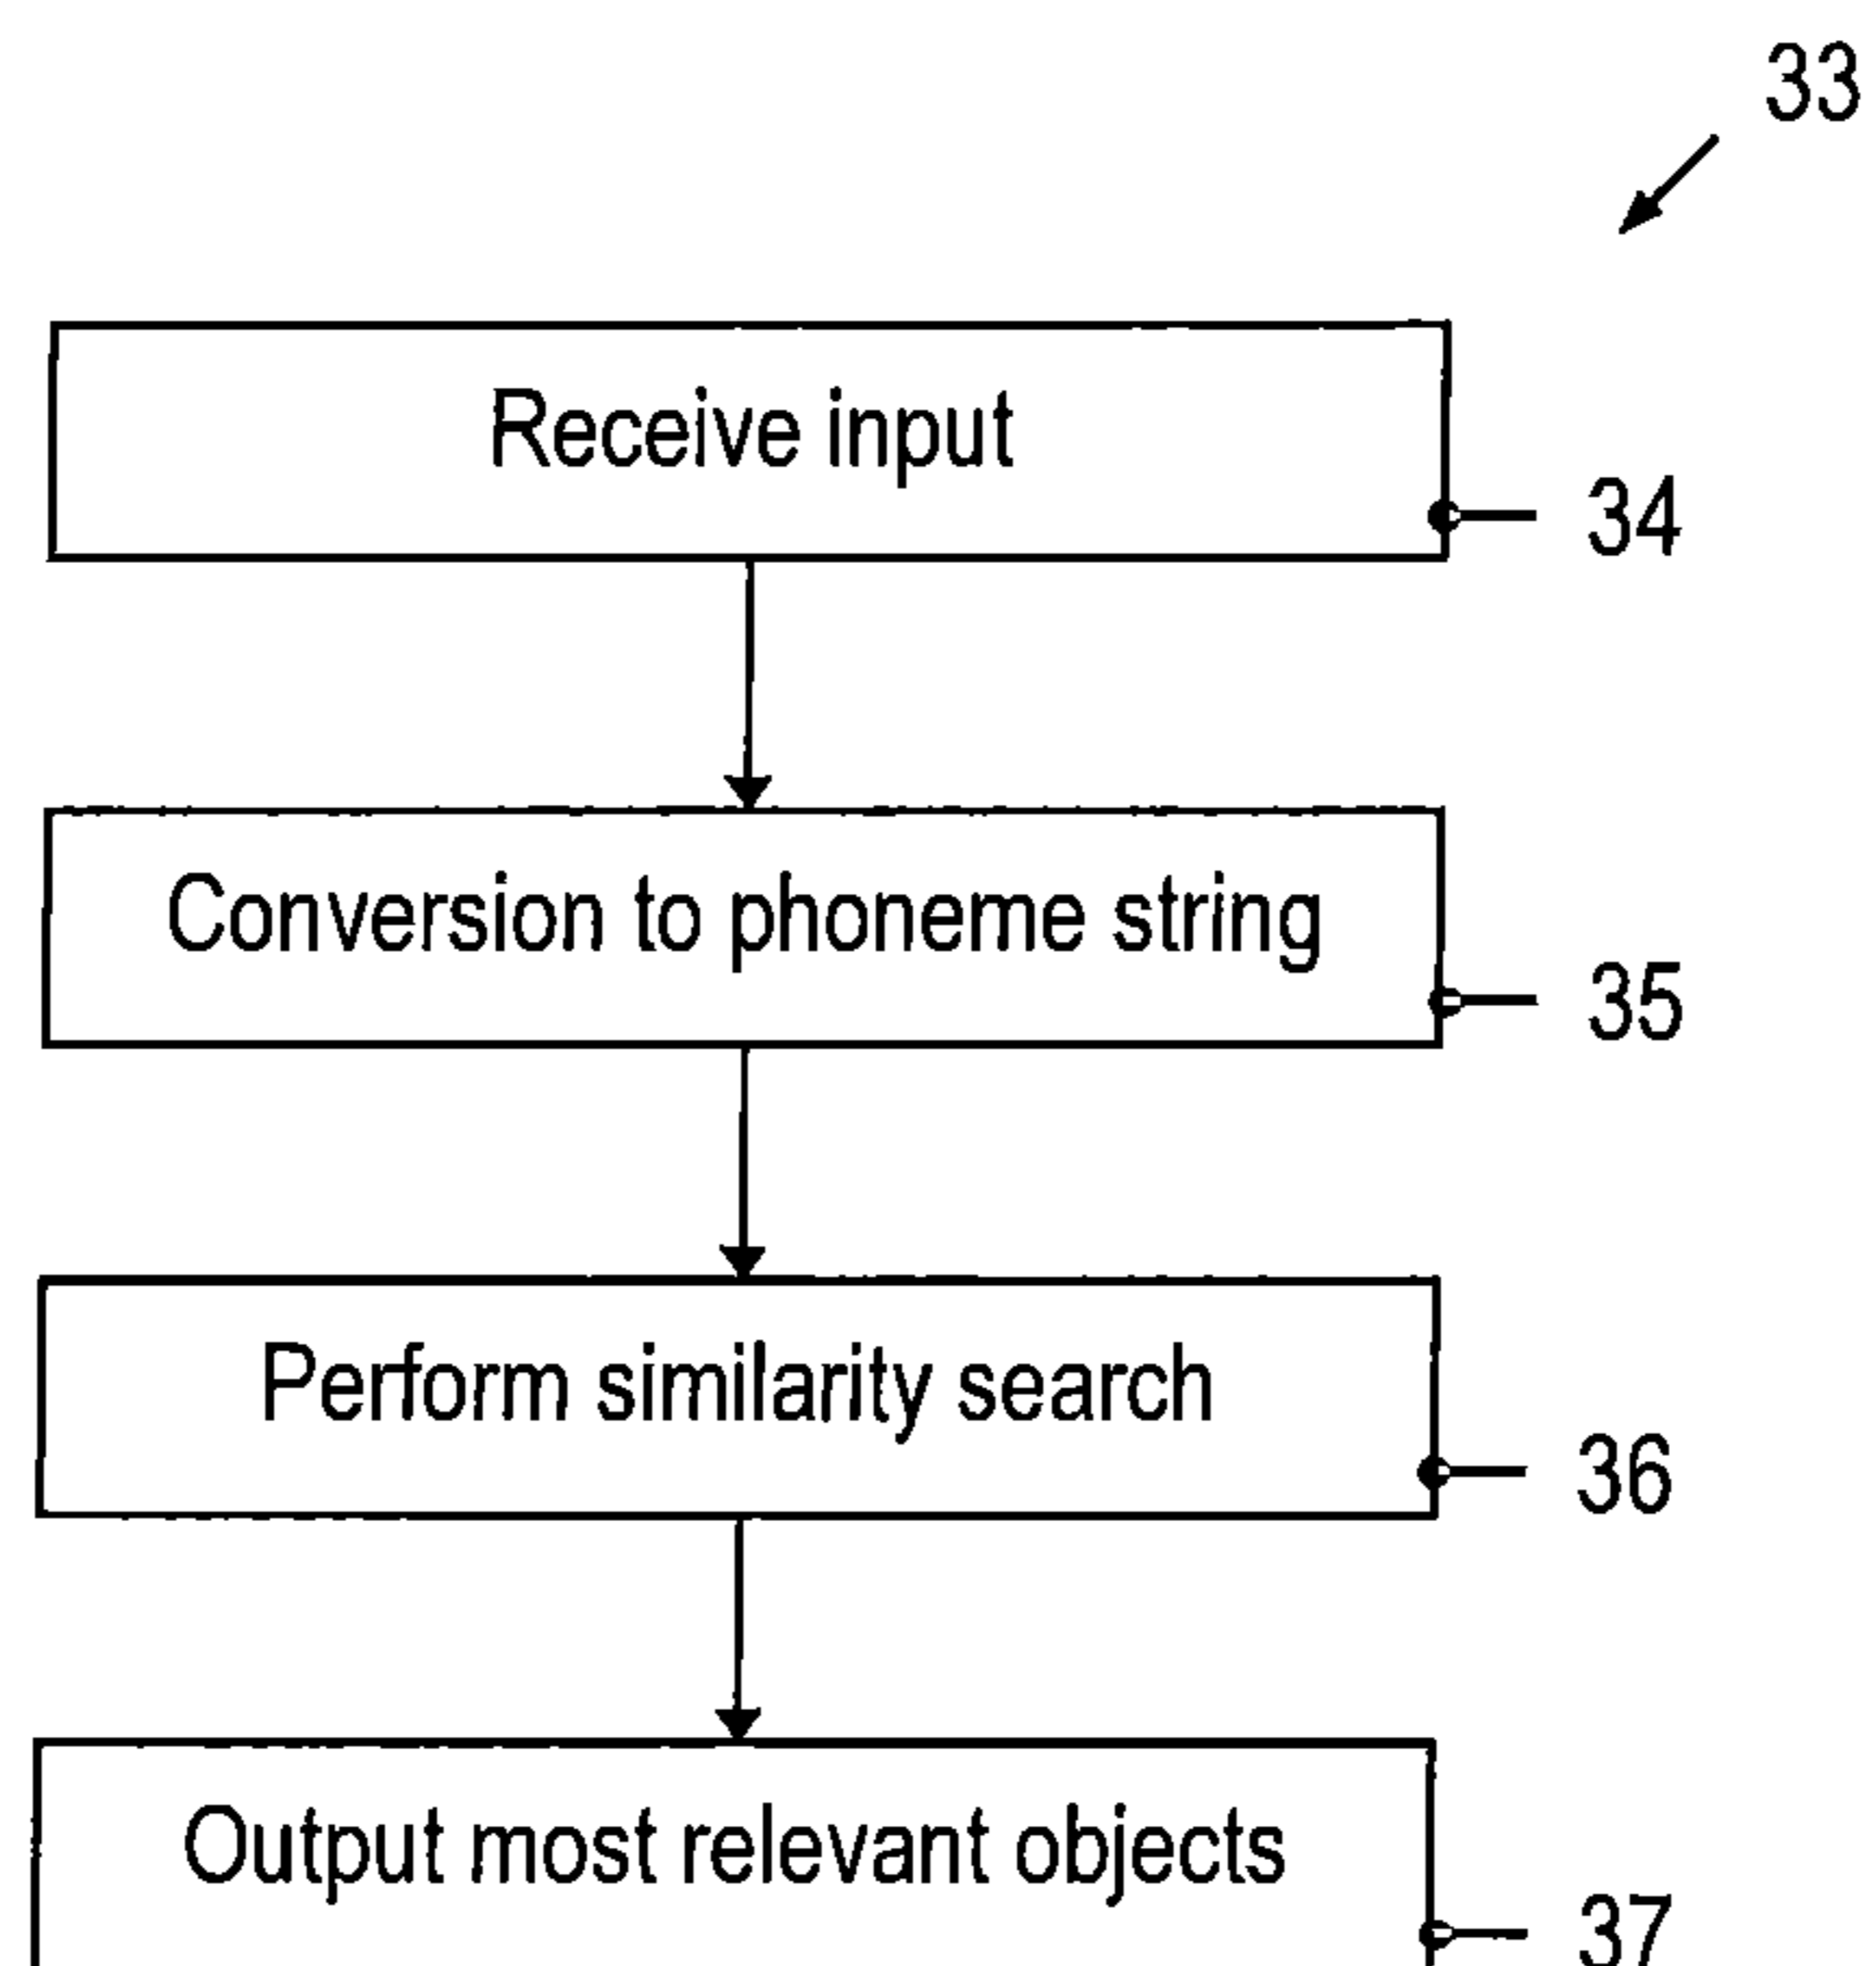 33
Receive input
34
Conversion to phoneme string
35
Perform similarity search
36
Output most relevant objects
37